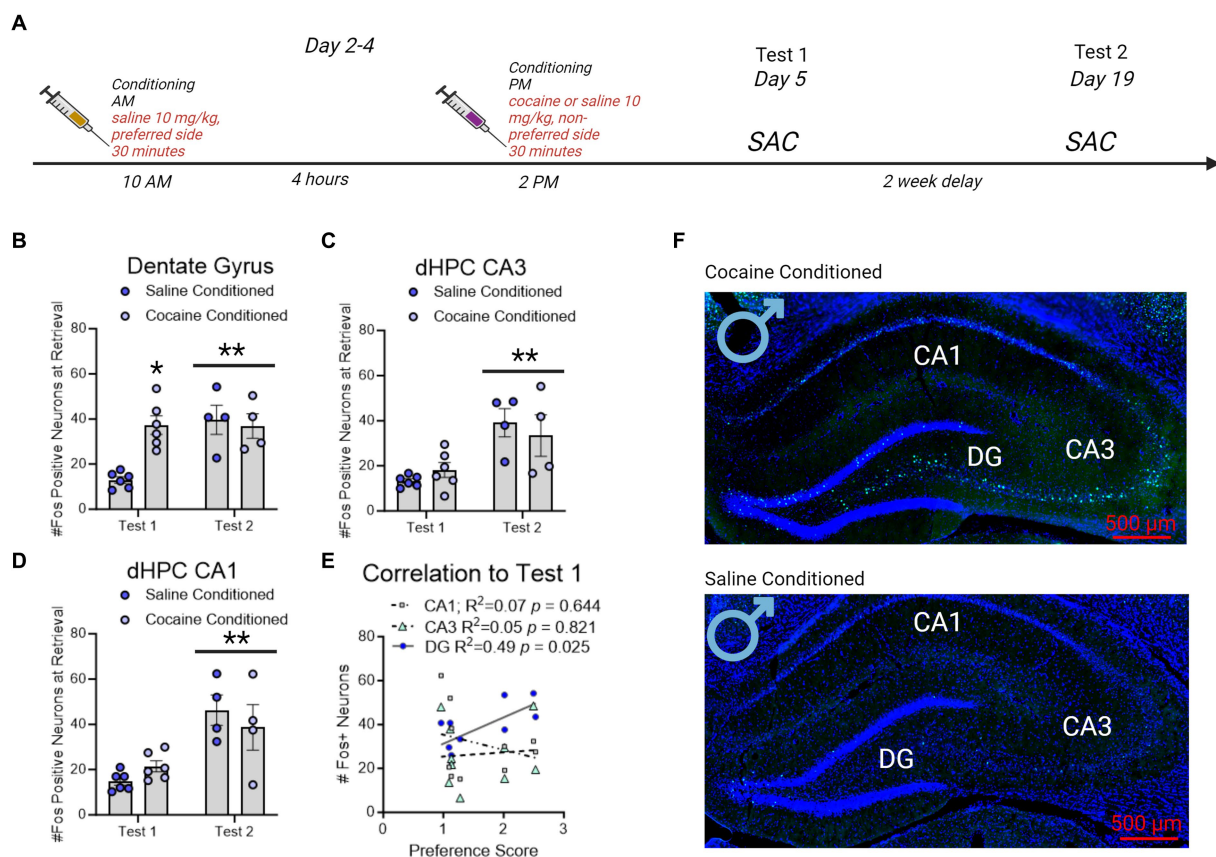 A
Day 2-4
Conditioning
AM
saline 10 mg/kg,
preferred side
30 minutes
Conditioning
PM
cocaine or saline 10
mg/kg, non-
preferred side
30 minutes
Test 1
Day 5
SAC
Test 2
Day 19
SAC
10 AM
4 hours
2 PM
2 week delay
B
Dentate Gyrus
Saline Conditioned
Cocaine Conditioned
#Fos Positive Neurons at Retrieval
80
60
40
20
0
*
**
Test 1
Test 2
C
dHPC CA3
Saline Conditioned
Cocaine Conditioned
#Fos Positive Neurons at Retrieval
80
60
40
20
0
**
Test 1
Test 2
D
dHPC CA1
Saline Conditioned
Cocaine Conditioned
#Fos Positive Neurons at Retrieval
80
60
40
20
0
**
Test 1
Test 2
E
Correlation to Test 1
CA1; R²=0.07 p = 0.644
CA3 R²=0.05 p = 0.821
DG R²=0.49 p = 0.025
# Fos+ Neurons
80
60
40
20
0
0
1
2
3
Preference Score
F
Cocaine Conditioned
CA1
DG
CA3
500 µm
Saline Conditioned
CA1
CA3
DG
500 µm